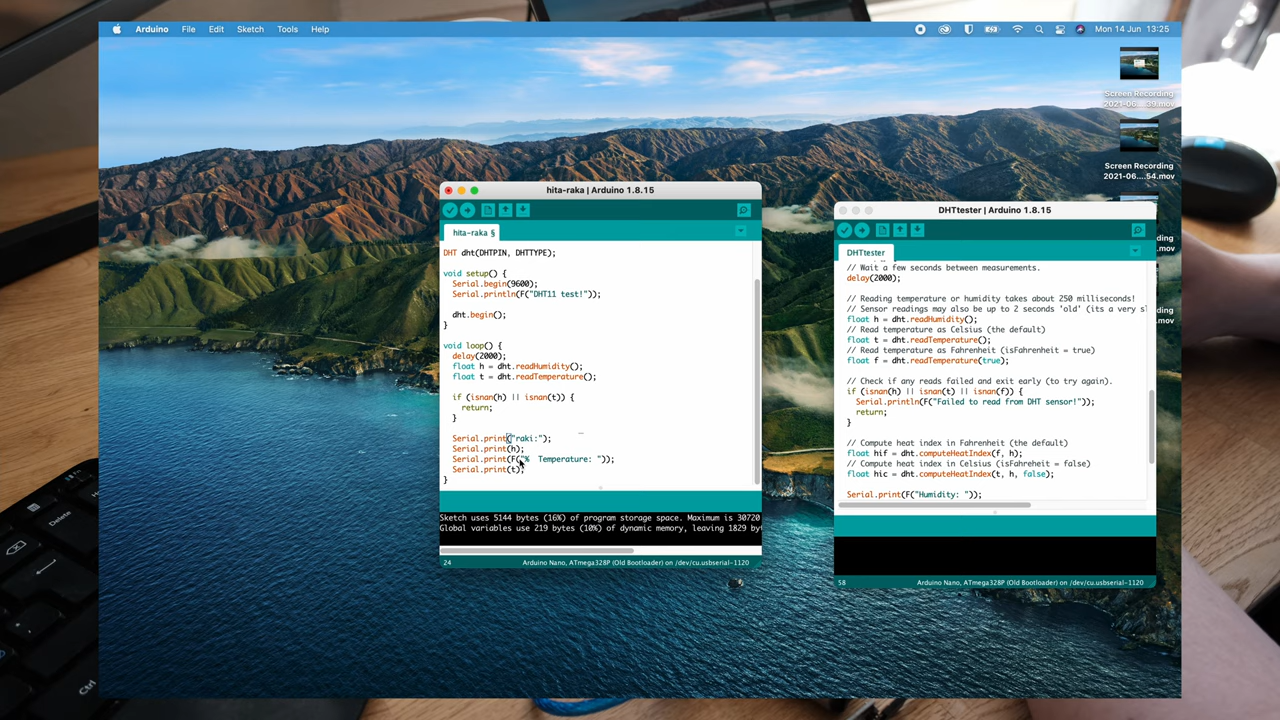 Arduino File Edit Sketch Tools Help
Mon 14 Jun 13:25
Screen Recording
2021-06....39.mov
Screen Recording
2021-06....54.mov
hita-raka | Arduino 1.8.15
hita-raka §
DHT dht(DHTPIN, DHTTYPE);
void setup() {
Serial.begin(9600);
Serial.println(F("DHT11 test!"));
dht.begin();
}
void loop() {
delay(2000);
float h = dht.readHumidity();
float t = dht.readTemperature();
if (isnan(h) || isnan(t)) {
return;
}
Serial.print("raki:");
Serial.print(h);
Serial.print(F("%  Temperature: "));
Serial.print(t);
}
Sketch uses 5144 bytes (16%) of program storage space. Maximum is 30720
Global variables use 219 bytes (10%) of dynamic memory, leaving 1829 by
24
Arduino Nano, ATmega328P (Old Bootloader) on /dev/cu.usbserial-1120
DHTtester | Arduino 1.8.15
DHTtester
// Wait a few seconds between measurements.
delay(2000);
// Reading temperature or humidity takes about 250 milliseconds!
// Sensor readings may also be up to 2 seconds 'old' (its a very sl
float h = dht.readHumidity();
// Read temperature as Celsius (the default)
float t = dht.readTemperature();
// Read temperature as Fahrenheit (isFahrenheit = true)
float f = dht.readTemperature(true);
// Check if any reads failed and exit early (to try again).
if (isnan(h) || isnan(t) || isnan(f)) {
Serial.println(F("Failed to read from DHT sensor!"));
return;
}
// Compute heat index in Fahrenheit (the default)
float hif = dht.computeHeatIndex(f, h);
// Compute heat index in Celsius (isFahrenheit = false)
float hic = dht.computeHeatIndex(t, h, false);
Serial.print(F("Humidity: "));
58
Arduino Nano, ATmega328P (Old Bootloader) on /dev/cu.usbserial-1120
ding
.mov
ding
.mov
Delete